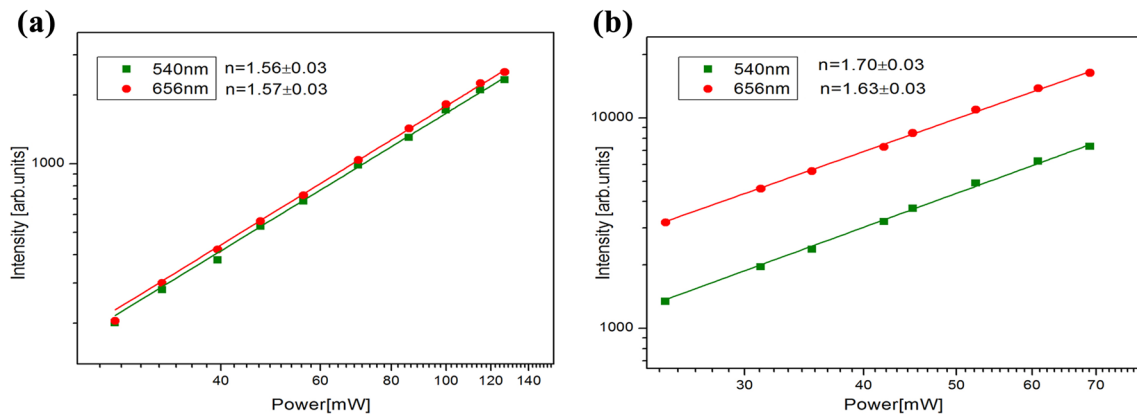 (a)
540nm n=1.56±0.03
656nm n=1.57±0.03
1000
Intensity [arb.units]
40 60 80 100 120 140
Power[mW]
(b)
540nm n=1.70±0.03
656nm n=1.63±0.03
10000
1000
Intensity [arb.units]
30 40 50 60 70
Power[mW]